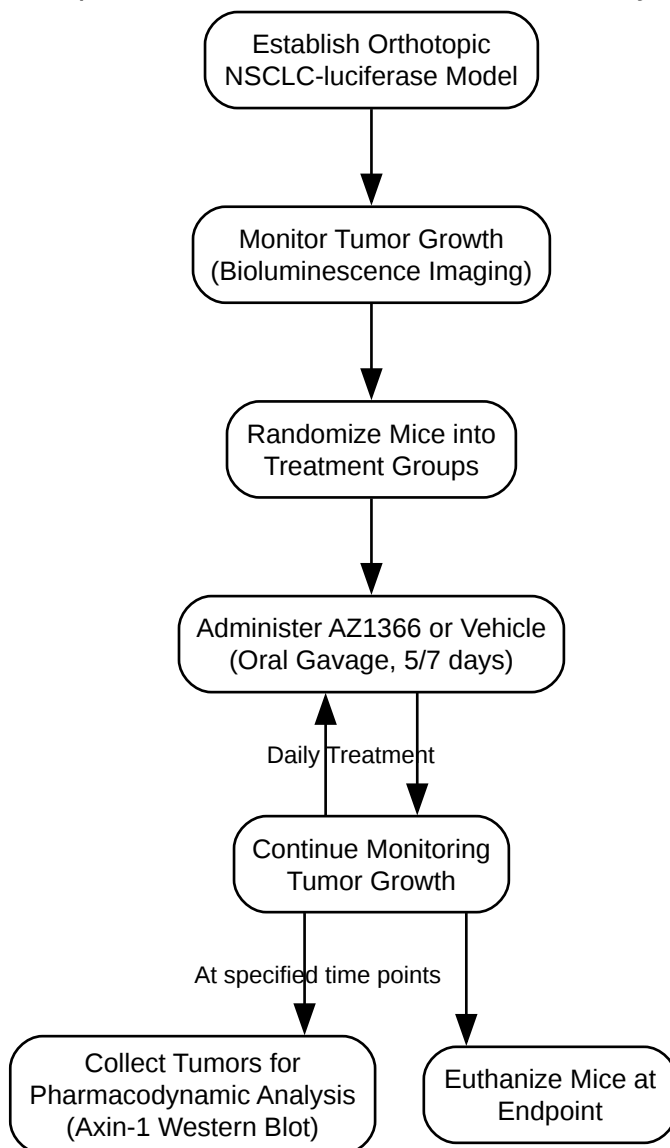 Establish Orthotopic
NSCLC-luciferase Model
Monitor Tumor Growth
(Bioluminescence Imaging)
Randomize Mice into
Treatment Groups
Administer AZ1366 or Vehicle
(Oral Gavage, 5/7 days)
Daily Treatment
Continue Monitoring
Tumor Growth
At specified time points
Collect Tumors for
Pharmacodynamic Analysis
(Axin-1 Western Blot)
Euthanize Mice at
Endpoint